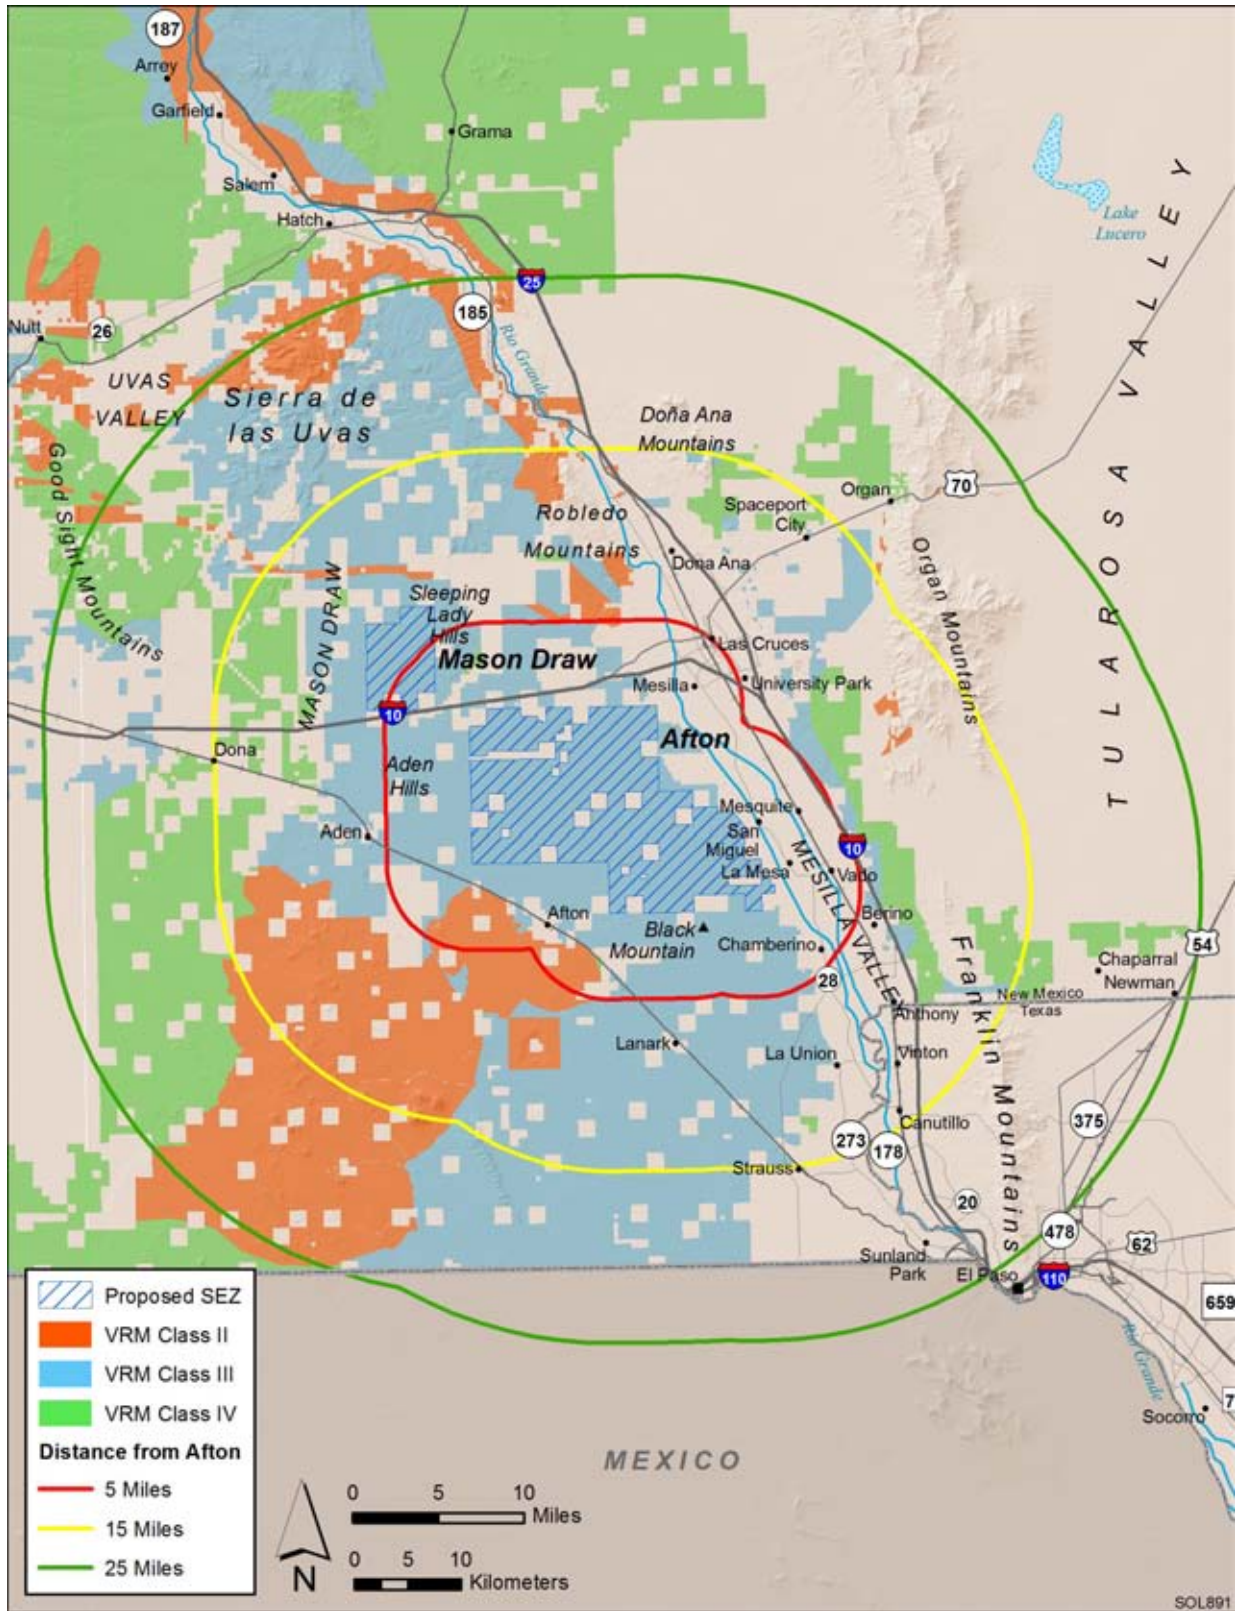 187
Arrey
Garfield
Grama
Salem
Hatch
Lake
Lucero
25
185
Rio Grande
Nutt
26
UVAS
VALLEY
Sierra de
las Uvas
Doña Ana
Mountains
TULAROSA VALLEY
Good Sight Mountains
Organ
70
Spaceport
City
Robledo
Mountains
Dona Ana
Organ Mountains
MASON DRAW
Sleeping
Lady
Hills
Mason Draw
Las Cruces
Mesilla
University Park
10
Afton
Dona
Aden
Hills
Aden
Mesquite
San
Miguel
La Mesa
MESILLA VALLEY
10
Vado
Afton
Black
Mountain
Berino
Chamberino
28
Franklin Mountains
54
Chaparral
Newman
New Mexico
Texas
Anthony
Lanark
La Union
Vinton
Canutillo
375
273
178
Strauss
20
478
Sunland
Park
62
El Paso
110
659
Rio Grande
7
Socorro
Proposed SEZ
VRM Class II
VRM Class III
VRM Class IV
Distance from Afton
5 Miles
15 Miles
25 Miles
MEXICO
N
0 5 10
Miles
0 5 10
Kilometers
SOL891